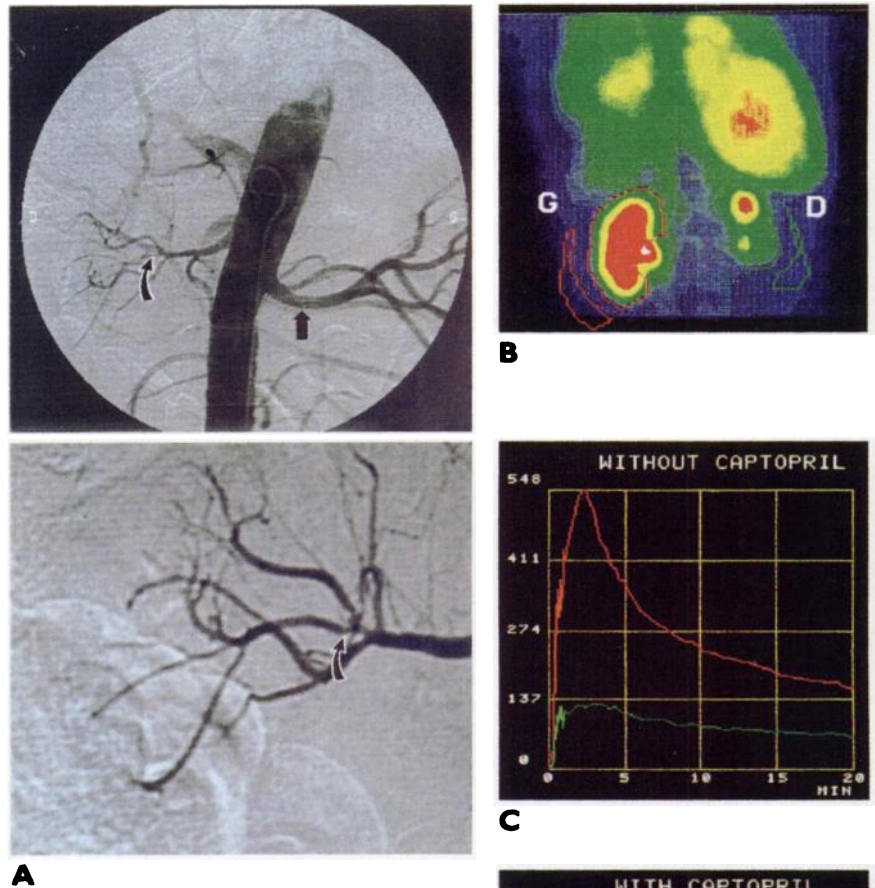 G
D
B
A
WITHOUT CAPTOPRIL
548
411
274
137
0
0 5 10 15 20
MIN
C
WITH CAPTOPRIL